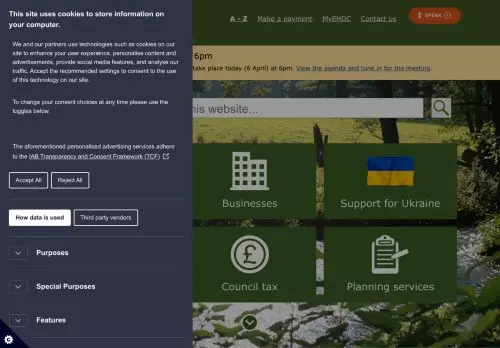 This site uses cookies to store information on
your computer.
We and our partners use technologies such as cookies on our
site to enhance your user experience, personalise content and
advertisements, provide social media features, and analyse our
traffic. Accept the recommended settings to consent to the use
of this technology on our site.
To change your consent choices at any time please use the
toggles below.
The aforementioned personalised advertising services adhere
to the IAB Transparency and Consent Framework (TCF)
Accept All
Reject All
How data is used
Third party vendors
Purposes
Special Purposes
Features
A - Z
Make a payment
MyEHDC
Contact us
SPEAK
6pm
take place today (6 April) at 6pm. View the agenda and tune in for the meeting.
this website...
Businesses
Support for Ukraine
Council tax
Planning services